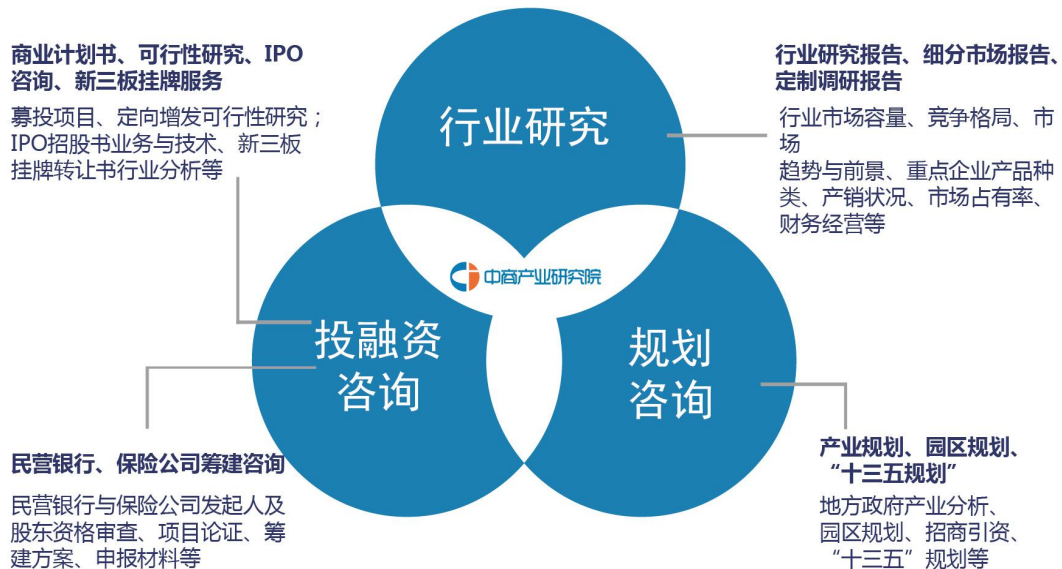 商业计划书、可行性研究、IPO
咨询、新三板挂牌服务
募投项目、定向增发可行性研究；
IPO招股书业务与技术、新三板
挂牌转让书行业分析等
行业研究
行业研究报告、细分市场报告、
定制调研报告
行业市场容量、竞争格局、市
场
趋势与前景、重点企业产品种
类、产销状况、市场占有率、
财务经营等
中商产业研究院
投融资
咨询
规划
咨询
民营银行、保险公司筹建咨询
民营银行与保险公司发起人及
股东资格审查、项目论证、筹
建方案、申报材料等
产业规划、园区规划、
“十三五规划”
地方政府产业分析、
园区规划、招商引资、
“十三五”规划等